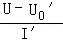 U - U₀′
I′